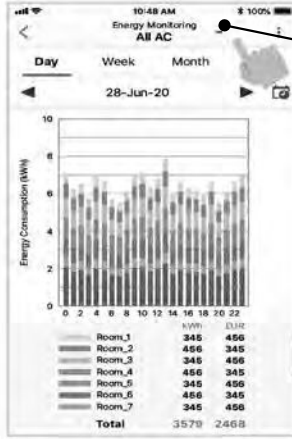 10:48 AM 100%
Energy Monitoring
All AC
Day Week Month
28-Jun-20
Energy Consumption (kWh)
10
8
6
4
2
0
0 2 4 6 8 10 12 14 16 18 20 22
kWh EUR
Room_1 345 456
Room_2 456 345
Room_3 345 456
Room_4 456 345
Room_5 345 456
Room_6 456 345
Room_7 345 456
Total 3579 2468